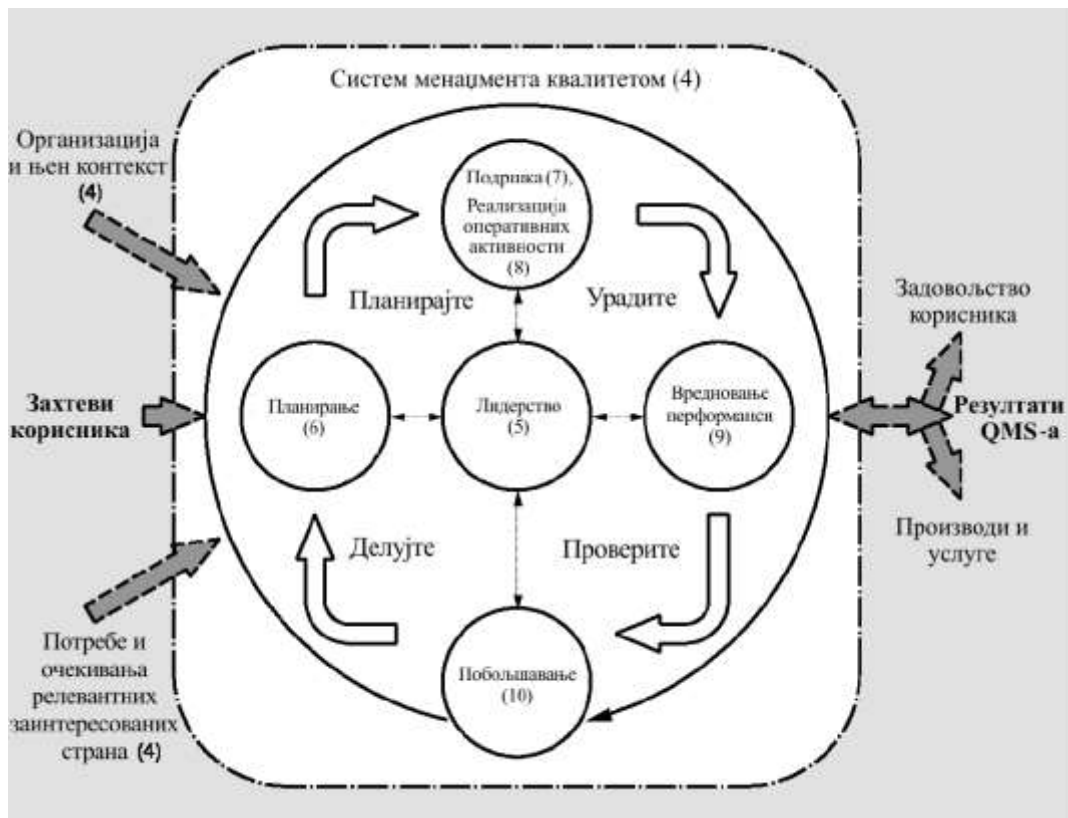 Систем менаџмента квалитетом (4)
Организација
и њен контекст
(4)
Подршка (7),
Реализација
оперативних
активности
(8)
Планирајте
Урадите
Задовољство
корисника
Захтеви
корисника
Планирање
(6)
Лидерство
(5)
Вредновање
перформанси
(9)
Резултати
QMS-а
Делујте
Проверите
Производи и
услуге
Потребе и
очекивања
релевантних
заинтересованих
страна (4)
Побољшавање
(10)